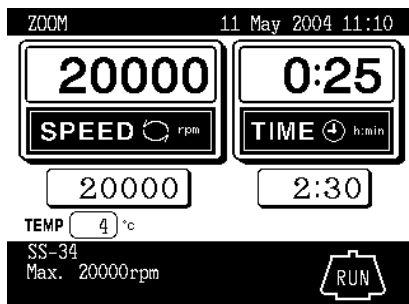 ZOOM 11 May 2004 11:10
20000 0:25
SPEED rpm TIME h:min
20000 2:30
TEMP 4 °C
SS-34
Max. 20000rpm
RUN